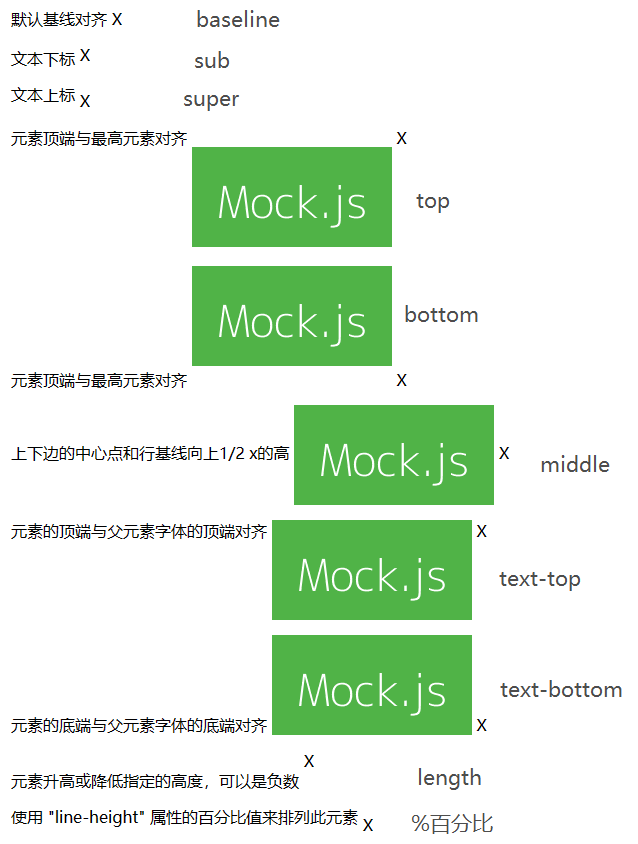 默认基线对齐 X baseline
文本下标 X sub
文本上标 X super
元素顶端与最高元素对齐 X
Mock.js top
Mock.js bottom
元素顶端与最高元素对齐 X
上下边的中心点和行基线向上1/2 x的高 Mock.js X middle
元素的顶端与父元素字体的顶端对齐 X
Mock.js text-top
Mock.js text-bottom
元素的底端与父元素字体的底端对齐 X
X
元素升高或降低指定的高度，可以是负数 length
使用 "line-height" 属性的百分比值来排列此元素 X %百分比